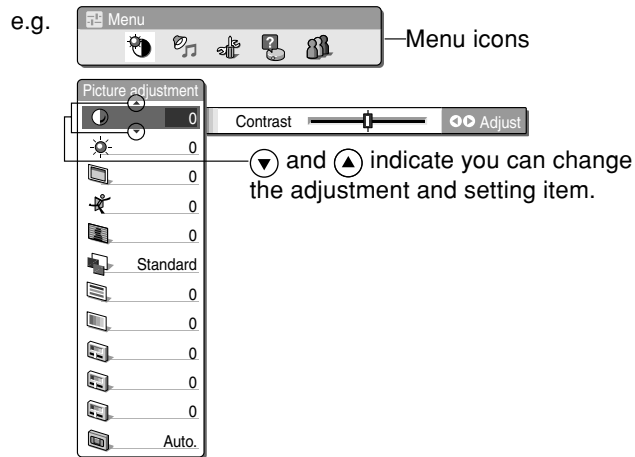 e.g.
Menu
Menu icons
Picture adjustment
0
Contrast
Adjust
0
▼ and ▲ indicate you can change
the adjustment and setting item.
0
0
0
Standard
0
0
0
0
0
Auto.